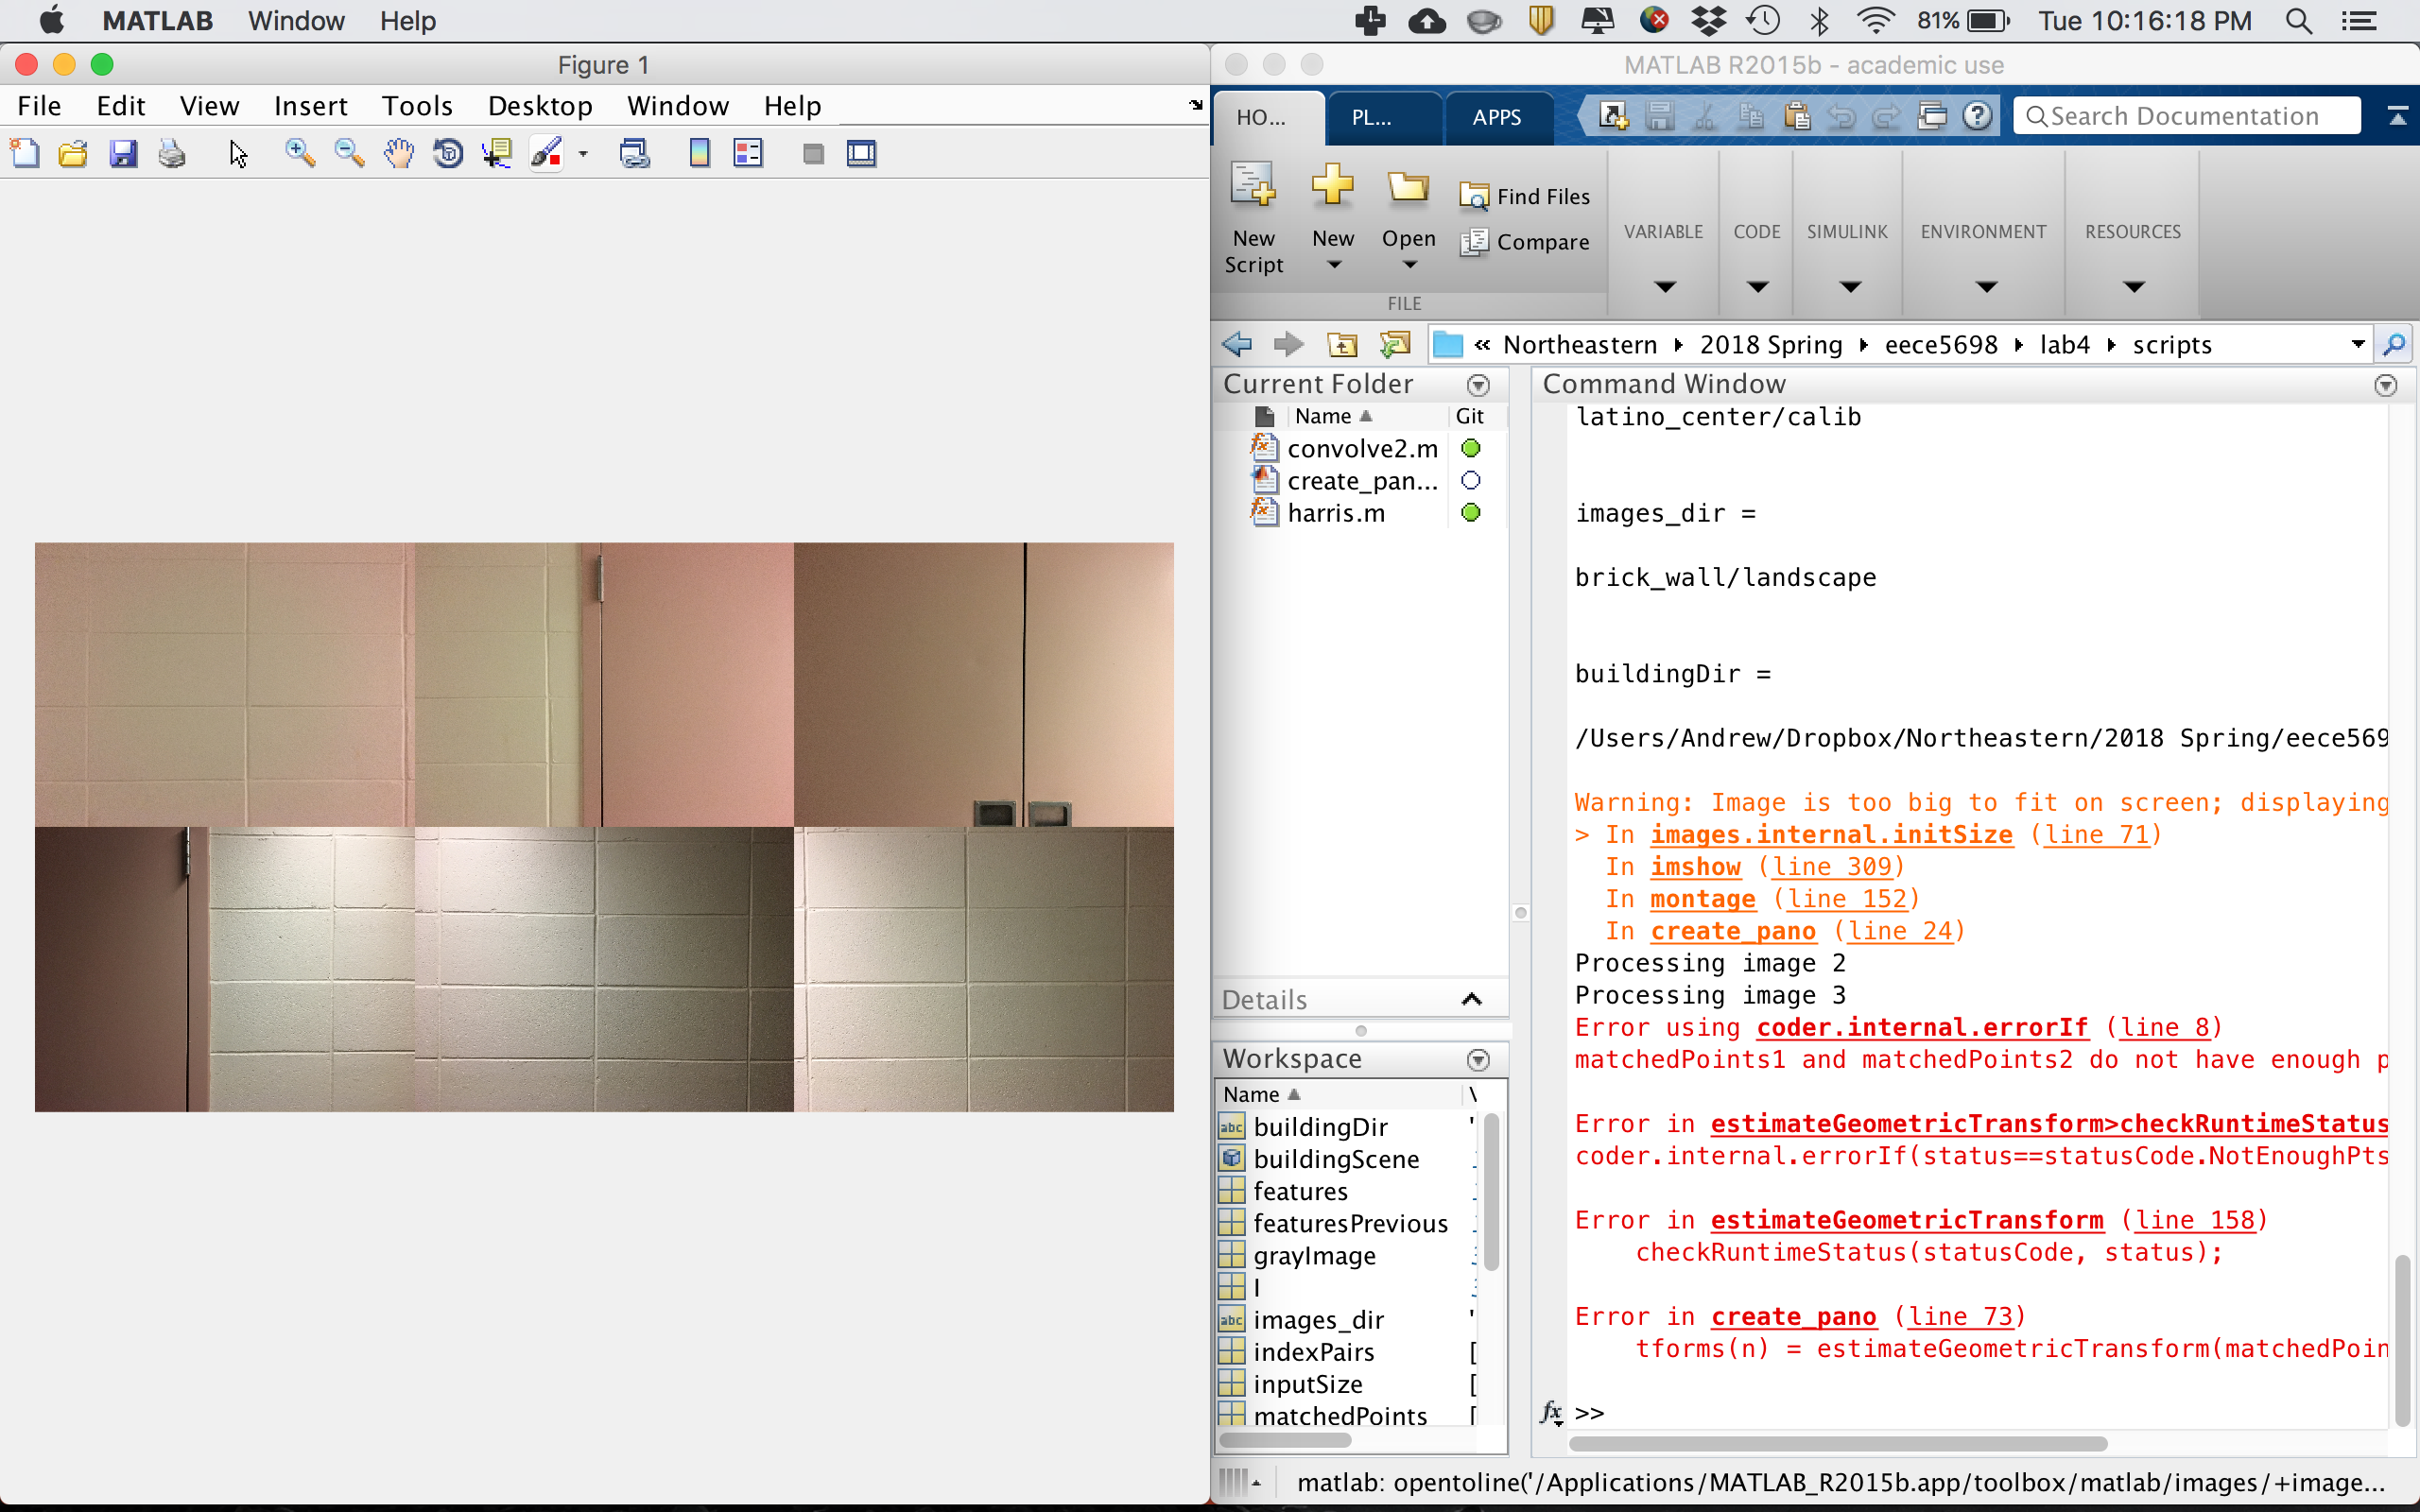 MATLAB Window Help 81% Tue 10:16:18 PM
Figure 1
File Edit View Insert Tools Desktop Window Help
MATLAB R2015b - academic use
HO... PL... APPS Search Documentation
New Script
New
Open
Find Files
Compare
FILE
VARIABLE
CODE
SIMULINK
ENVIRONMENT
RESOURCES
« Northeastern 2018 Spring eece5698 lab4 scripts
Current Folder
Name Git
convolve2.m
create_pan...
harris.m
Details
Workspace
Name
buildingDir '
buildingScene
features
featuresPrevious
grayImage
I
images_dir '
indexPairs [
inputSize [
matchedPoints [
Command Window
latino_center/calib
images_dir =
brick_wall/landscape
buildingDir =
/Users/Andrew/Dropbox/Northeastern/2018 Spring/eece569
Warning: Image is too big to fit on screen; displaying
> In images.internal.initSize (line 71)
In imshow (line 309)
In montage (line 152)
In create_pano (line 24)
Processing image 2
Processing image 3
Error using coder.internal.errorIf (line 8)
matchedPoints1 and matchedPoints2 do not have enough p
Error in estimateGeometricTransform>checkRuntimeStatus
coder.internal.errorIf(status==statusCode.NotEnoughPts
Error in estimateGeometricTransform (line 158)
checkRuntimeStatus(statusCode, status);
Error in create_pano (line 73)
tforms(n) = estimateGeometricTransform(matchedPoin
fx >>
matlab: opentoline('/Applications/MATLAB_R2015b.app/toolbox/matlab/images/+image...